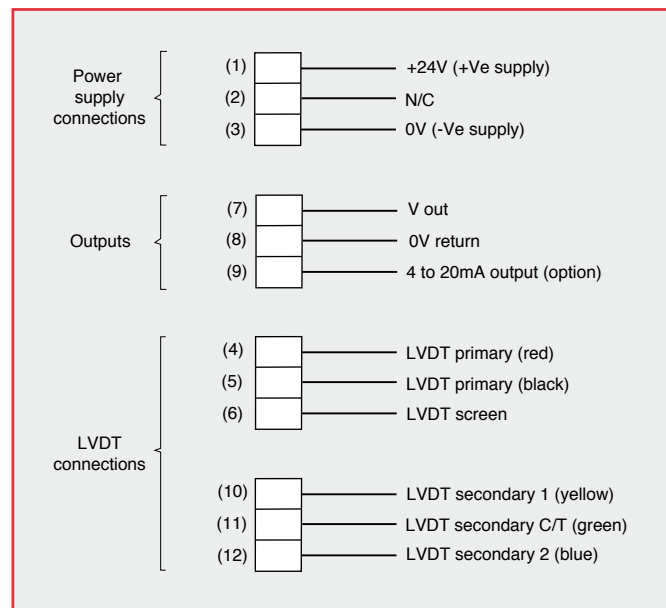 Power
supply
connections
(1) +24V (+Ve supply)
(2) N/C
(3) 0V (-Ve supply)
Outputs
(7) V out
(8) 0V return
(9) 4 to 20mA output (option)
LVDT
connections
(4) LVDT primary (red)
(5) LVDT primary (black)
(6) LVDT screen
(10) LVDT secondary 1 (yellow)
(11) LVDT secondary C/T (green)
(12) LVDT secondary 2 (blue)